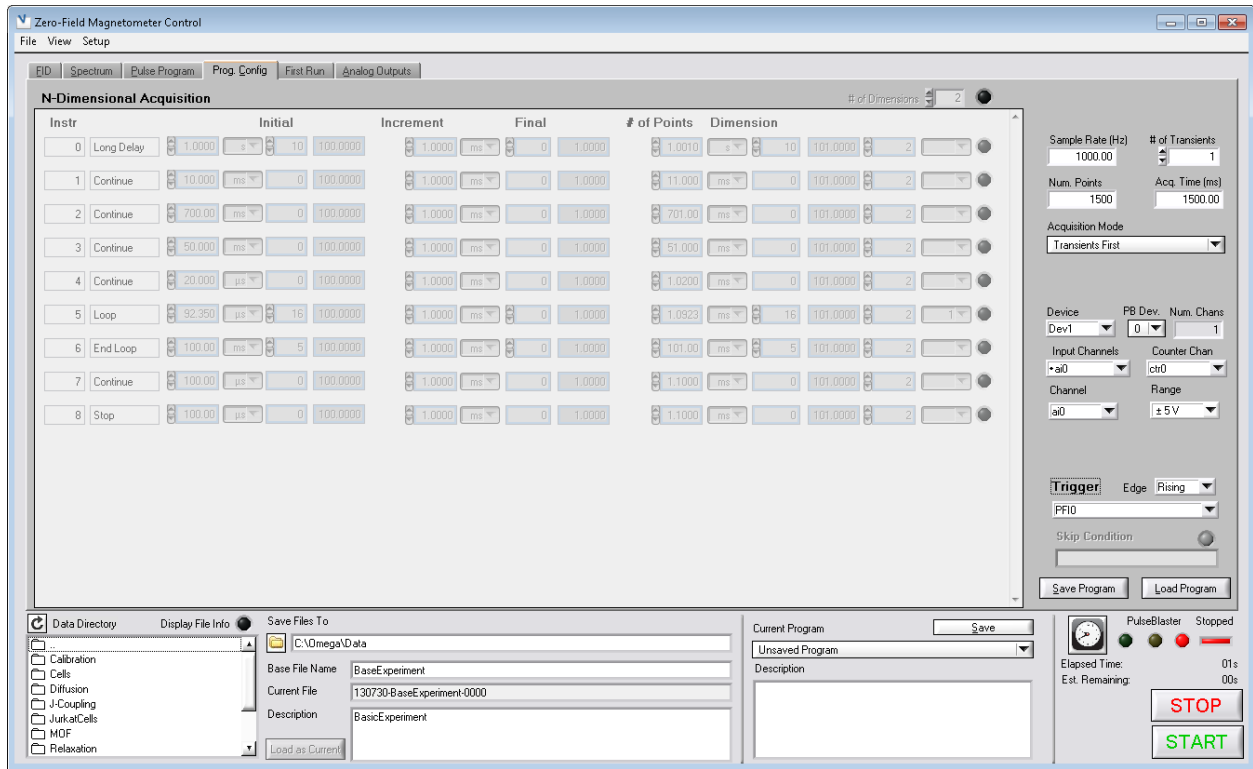 Zero-Field Magnetometer Control
File View Setup
FID Spectrum Pulse Program Prog. Config First Run Analog Outputs
N-Dimensional Acquisition # of Dimensions 2
Instr Initial Increment Final # of Points Dimension
0 Long Delay 1.0000 s 10 100.0000 1.0000 ms 0 1.0000 1.0010 s 10 101.0000 2
1 Continue 10.000 ms 0 100.0000 1.0000 ms 0 1.0000 11.000 ms 0 101.0000 2
2 Continue 700.00 ms 0 100.0000 1.0000 ms 0 1.0000 701.00 ms 0 101.0000 2
3 Continue 50.000 ms 0 100.0000 1.0000 ms 0 1.0000 51.000 ms 0 101.0000 2
4 Continue 20.000 µs 0 100.0000 1.0000 ms 0 1.0000 1.0200 ms 0 101.0000 2
5 Loop 92.350 µs 16 100.0000 1.0000 ms 0 1.0000 1.0923 ms 16 101.0000 2 1
6 End Loop 100.00 ms 5 100.0000 1.0000 ms 0 1.0000 101.00 ms 5 101.0000 2
7 Continue 100.00 µs 0 100.0000 1.0000 ms 0 1.0000 1.1000 ms 0 101.0000 2
8 Stop 100.00 µs 0 100.0000 1.0000 ms 0 1.0000 1.1000 ms 0 101.0000 2
Sample Rate (Hz) # of Transients
1000.00 1
Num. Points Acq. Time (ms)
1500 1500.00
Acquisition Mode
Transients First
Device PB Dev. Num. Chans
Dev1 0 1
Input Channels Counter Chan
ai0 ctr0
Channel Range
ai0 ± 5 V
Trigger Edge Rising
PFI0
Skip Condition
Save Program Load Program
Data Directory Display File Info
..
Calibration
Cells
Diffusion
J-Coupling
JurkatCells
MOF
Relaxation
Save Files To
C:\Omega\Data
Base File Name BaseExperiment
Current File 130730-BaseExperiment-0000
Description BasicExperiment
Load as Current
Current Program Save
Unsaved Program
Description
PulseBlaster Stopped
Elapsed Time: 01s
Est. Remaining: 00s
STOP
START